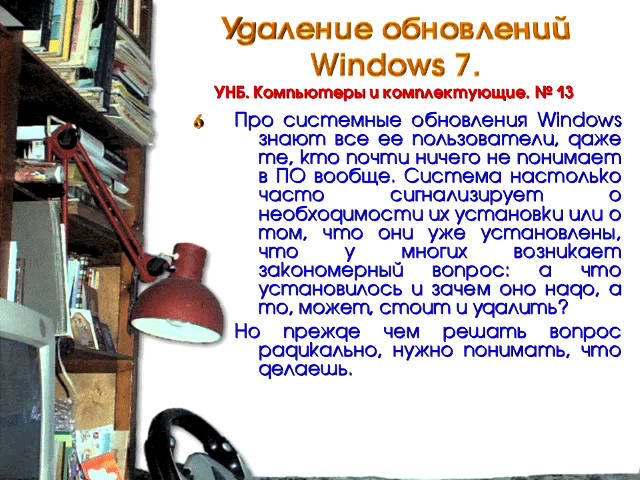 Удаление обновлений
Windows 7.
УНБ. Компьютеры и комплектующие. № 13
6
Про системные обновления Windows
знают все ее пользователи, даже
те, кто почти ничего не понимает
в ПО вообще. Система настолько
часто сигнализирует о
необходимости их установки или о
том, что они уже установлены,
что у многих возникает
закономерный вопрос: а что
установилось и зачем оно надо, а
то, может, стоит и удалить?
Но прежде чем решать вопрос
радикально, нужно понимать, что
делаешь.